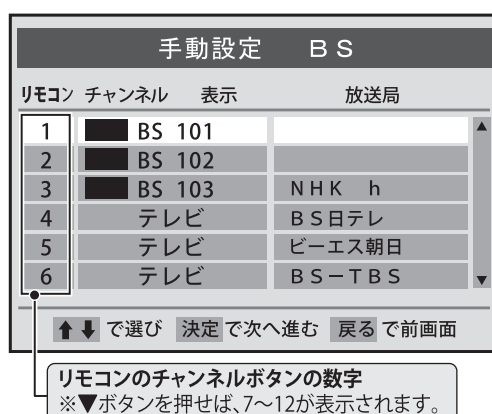 手動設定 BS
リモコン チャンネル 表示 放送局
1 BS 101
2 BS 102
3 BS 103 NHK h
4 テレビ BS日テレ
5 テレビ ビーエス朝日
6 テレビ BS−TBS
▲
▼
⬆⬇で選び 決定で次へ進む 戻るで前画面
リモコンのチャンネルボタンの数字
※▼ボタンを押せば、7〜12が表示されます。